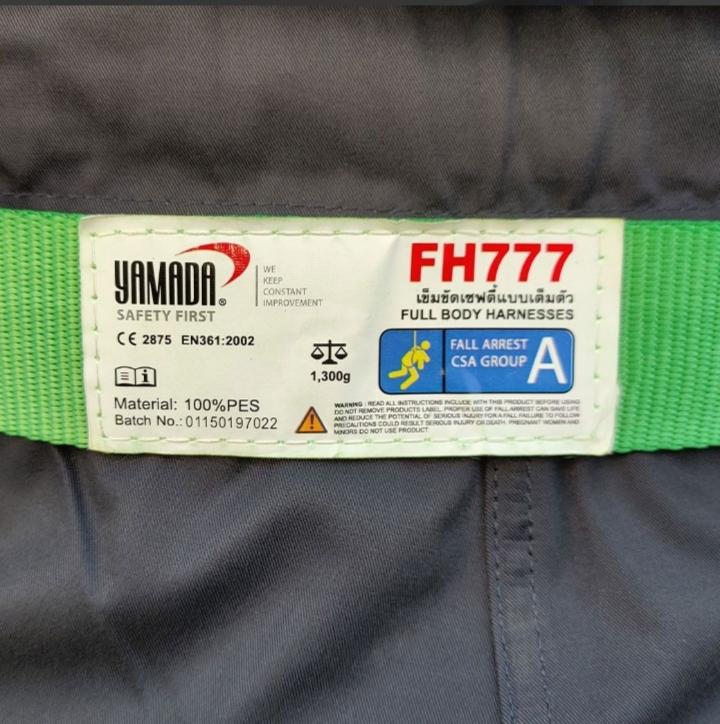 YAMADA®
SAFETY FIRST
WE
KEEP
CONSTANT
IMPROVEMENT
CE 2875 EN361:2002
Material: 100%PES
Batch No.: 01150197022
1,300g
FH777
เข็มขัดเซฟตี้แบบเต็มตัว
FULL BODY HARNESSES
FALL ARREST
CSA GROUP A
WARNING : READ ALL INSTRUCTIONS INCLUDE WITH THIS PRODUCT BEFORE USING
DO NOT REMOVE PRODUCTS LABEL, PROPER USE OF FALL ARREST CAN SAVE LIFE
AND REDUCE THE POTENTIAL OF SERIOUS INJURY FOR A FALL FAILURE TO FOLLOW
PRECAUTIONS COULD RESULT SERIOUS INJURY OR DEATH. PREGNANT WOMEN AND
MINORS DO NOT USE PRODUCT.